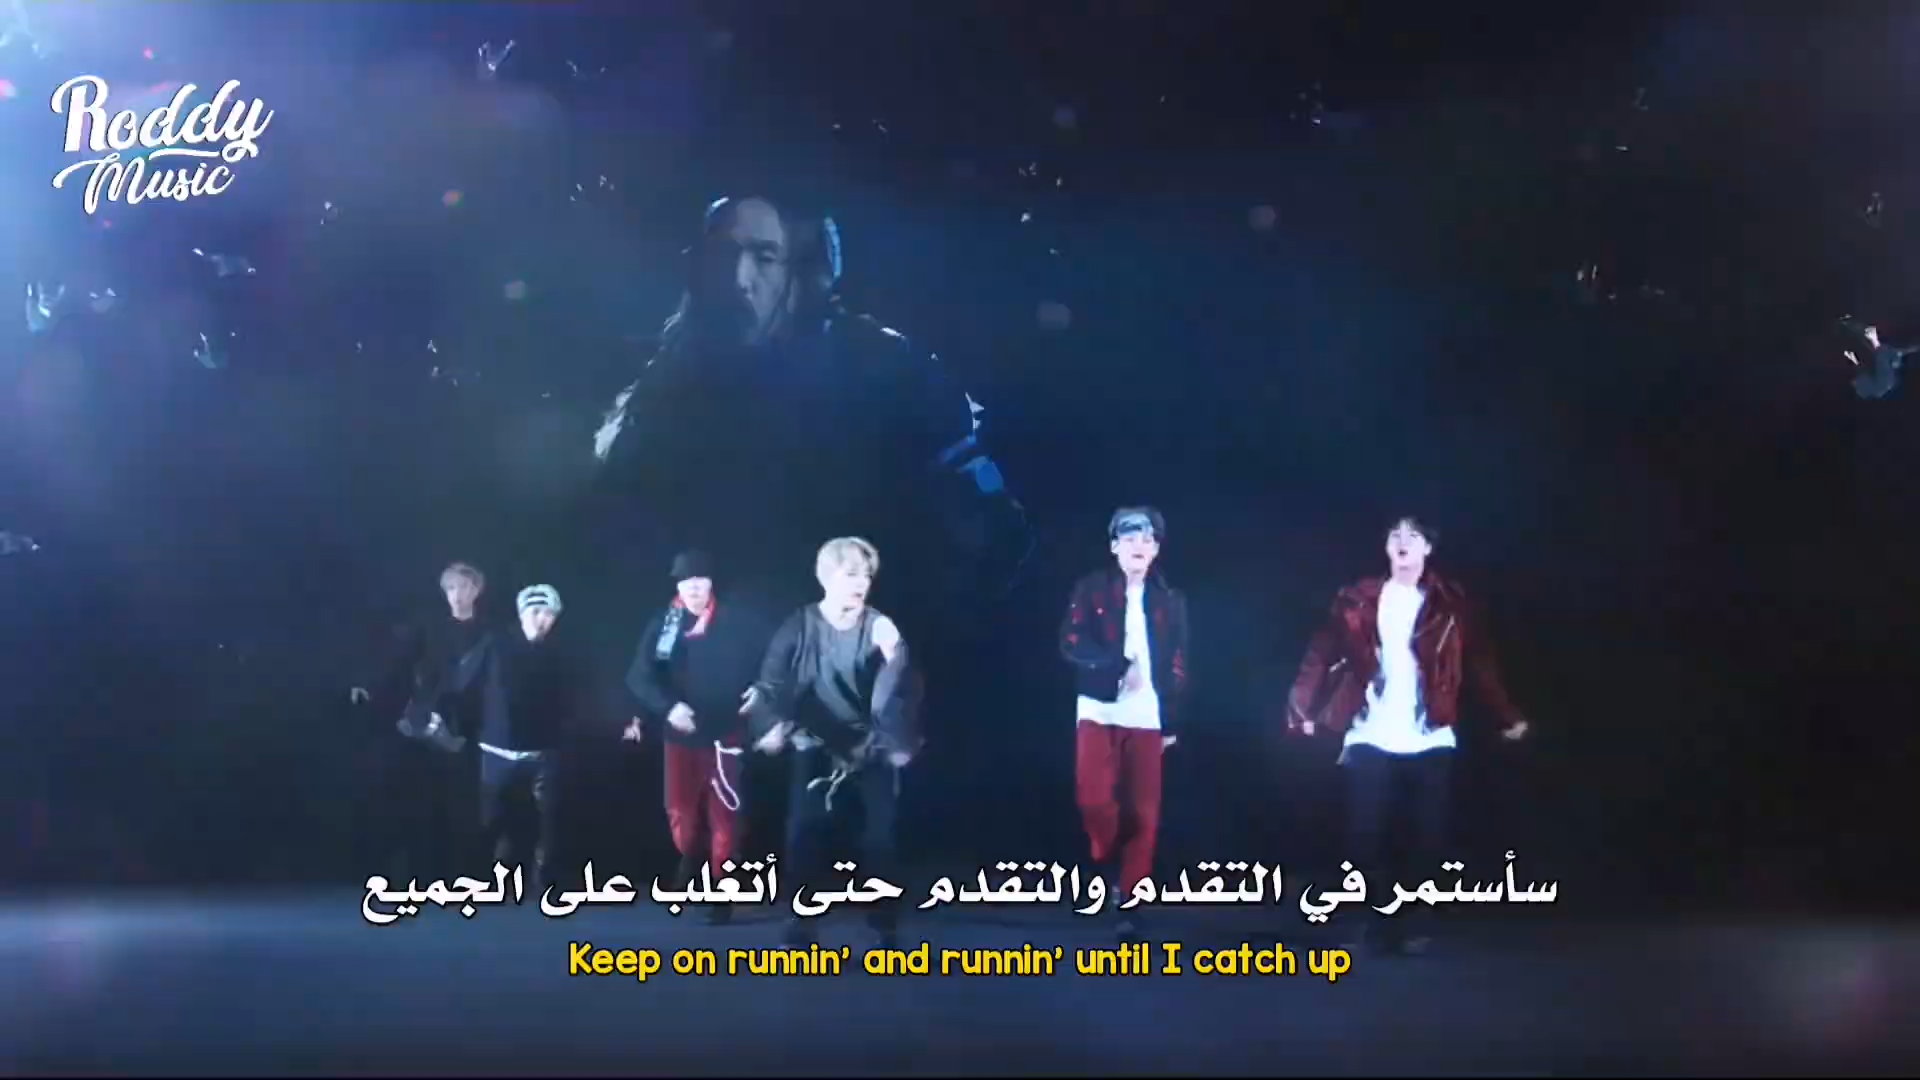 Roddy
Music
سأستمر في التقدم والتقدم حتى أتغلب على الجميع
Keep on runnin' and runnin' until I catch up